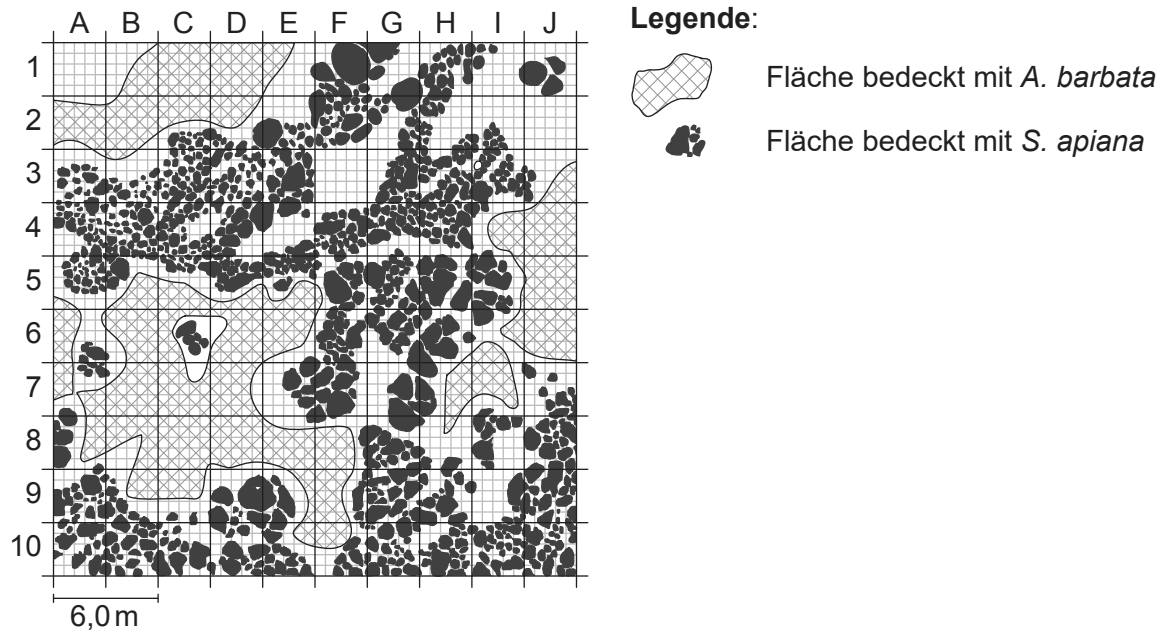 A B C D E F G H I J
Legende:
1
Fläche bedeckt mit A. barbata
2
Fläche bedeckt mit S. apiana
3
4
5
6
7
8
9
10
6,0 m